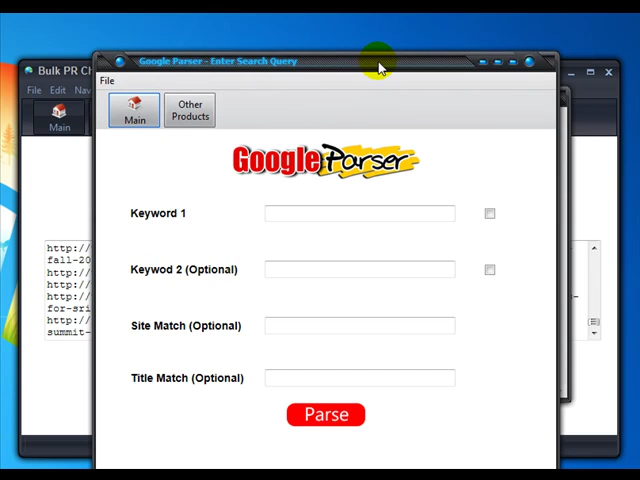 Google Parser - Enter Search Query
Bulk PR Ch
File Edit Nav
Main
File
Main
Other
Products
Google Parser
Keyword 1
Keywod 2 (Optional)
Site Match (Optional)
Title Match (Optional)
Parse
http://
fall-20
http://
http://
http://
for-sri
http://
summit-